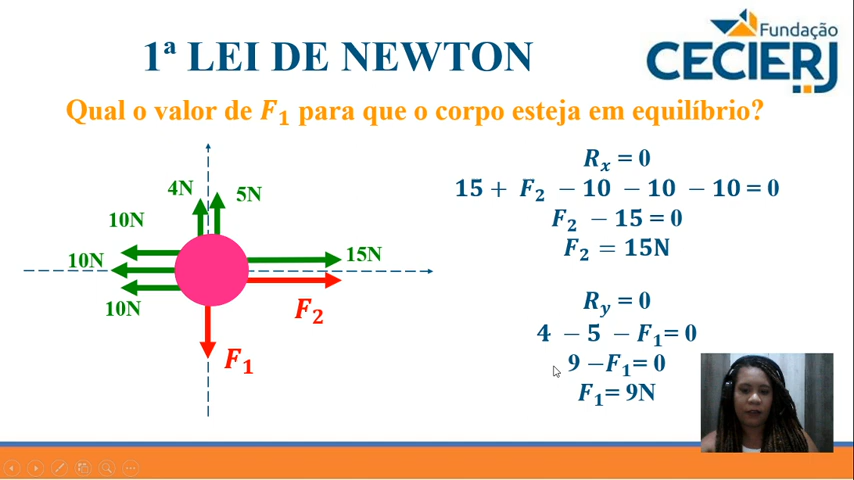 1ª LEI DE NEWTON
Fundação
CECIERJ
Qual o valor de F₁ para que o corpo esteja em equilíbrio?
4N
5N
10N
10N
10N
15N
F₂
F₁
Rₓ = 0
15 + F₂ − 10 − 10 − 10 = 0
F₂ − 15 = 0
F₂ = 15N
Rᵧ = 0
4 − 5 − F₁ = 0
9 − F₁ = 0
F₁ = 9N